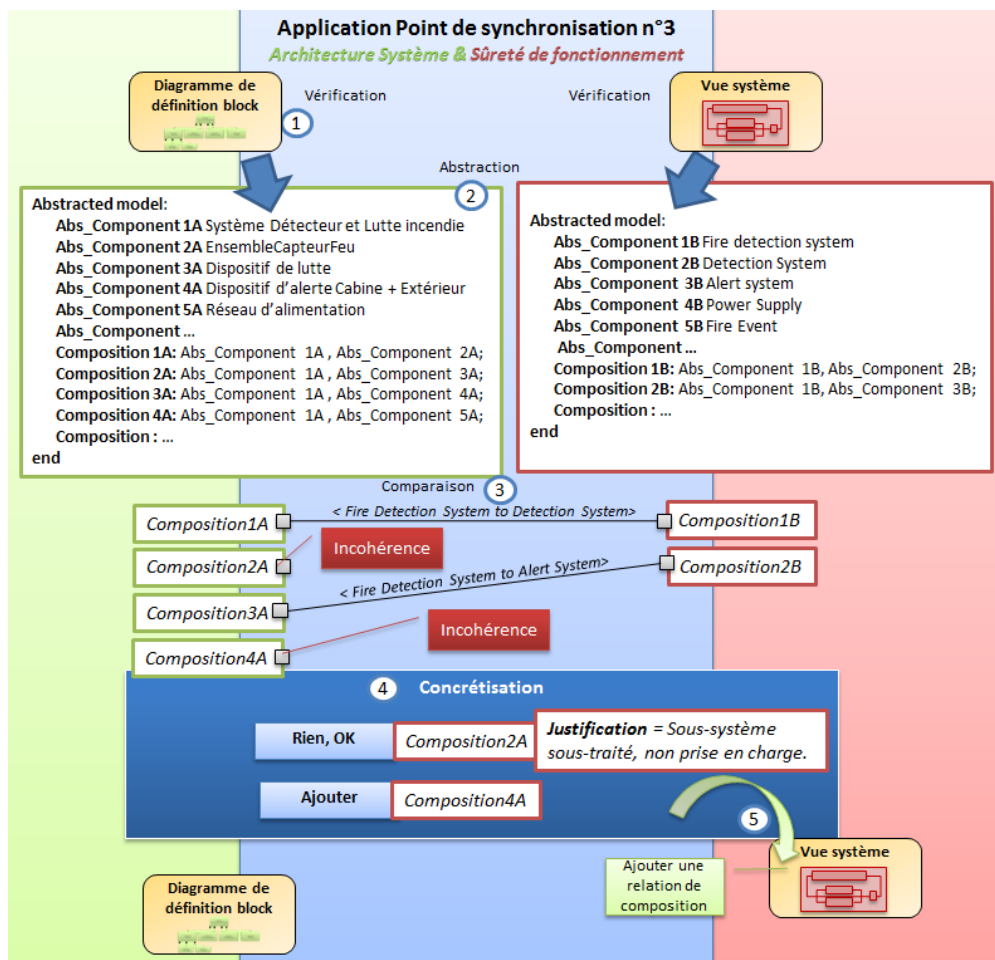 Application Point de synchronisation n°3
Architecture Système & Sûreté de fonctionnement
Diagramme de
définition block
Vérification
Vérification
Vue système
1
Abstraction
2
Abstracted model:
Abs_Component 1A Système Détecteur et Lutte incendie
Abs_Component 2A EnsembleCapteurFeu
Abs_Component 3A Dispositif de lutte
Abs_Component 4A Dispositif d'alerte Cabine + Extérieur
Abs_Component 5A Réseau d'alimentation
Abs_Component ...
Composition 1A: Abs_Component 1A , Abs_Component 2A;
Composition 2A: Abs_Component 1A , Abs_Component 3A;
Composition 3A: Abs_Component 1A , Abs_Component 4A;
Composition 4A: Abs_Component 1A , Abs_Component 5A;
Composition : ...
end
Abstracted model:
Abs_Component 1B Fire detection system
Abs_Component 2B Detection System
Abs_Component 3B Alert system
Abs_Component 4B Power Supply
Abs_Component 5B Fire Event
Abs_Component ...
Composition 1B: Abs_Component 1B, Abs_Component 2B;
Composition 2B: Abs_Component 1B, Abs_Component 3B;
Composition : ...
end
Comparaison
3
Composition1A
< Fire Detection System to Detection System>
Composition1B
Incohérence
Composition2A
Composition2B
< Fire Detection System to Alert System>
Composition3A
Incohérence
Composition4A
4
Concrétisation
Rien, OK
Composition2A
Justification = Sous-système
sous-traité, non prise en charge.
Ajouter
Composition4A
5
Vue système
Ajouter une
relation de
composition
Diagramme de
définition block